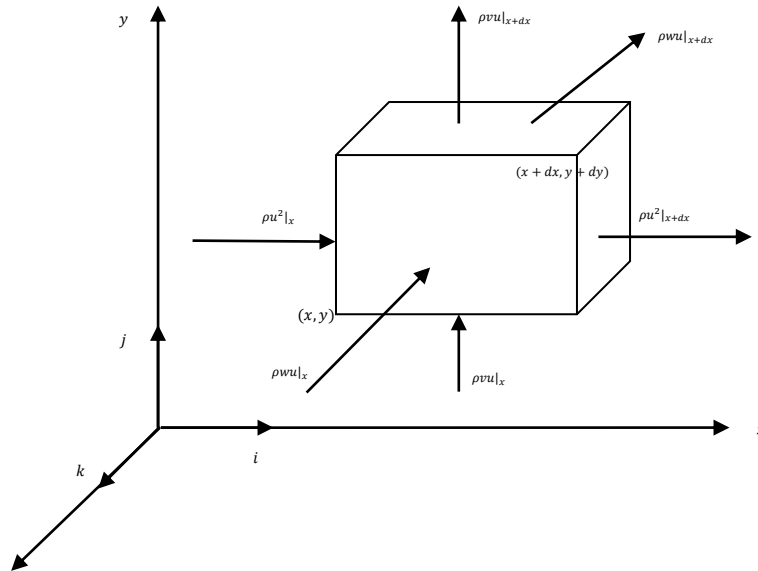 y
ρvu|ₓ₊dₓ
ρwu|ₓ₊dₓ
(x + dx, y + dy)
ρu²|ₓ
ρu²|ₓ₊dₓ
(x, y)
j
ρwu|ₓ
ρvu|ₓ
i
k